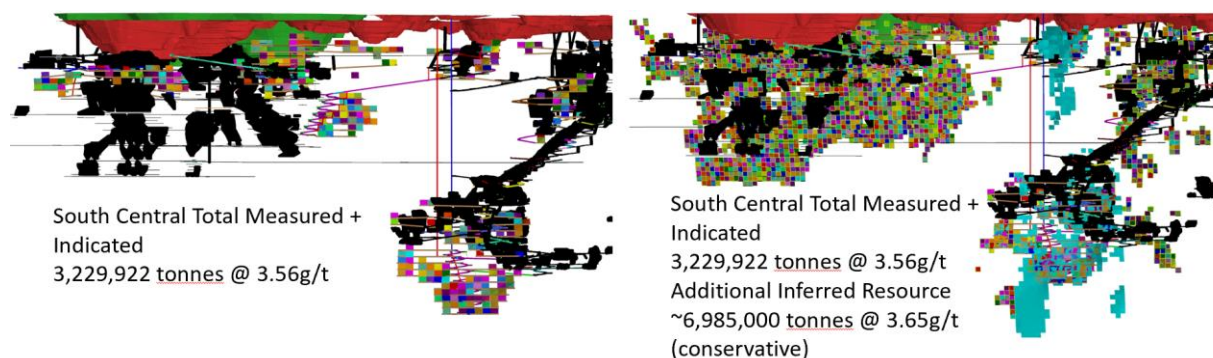 South Central Total Measured +
Indicated
3,229,922 tonnes @ 3.56g/t
South Central Total Measured +
Indicated
3,229,922 tonnes @ 3.56g/t
Additional Inferred Resource
~6,985,000 tonnes @ 3.65g/t
(conservative)